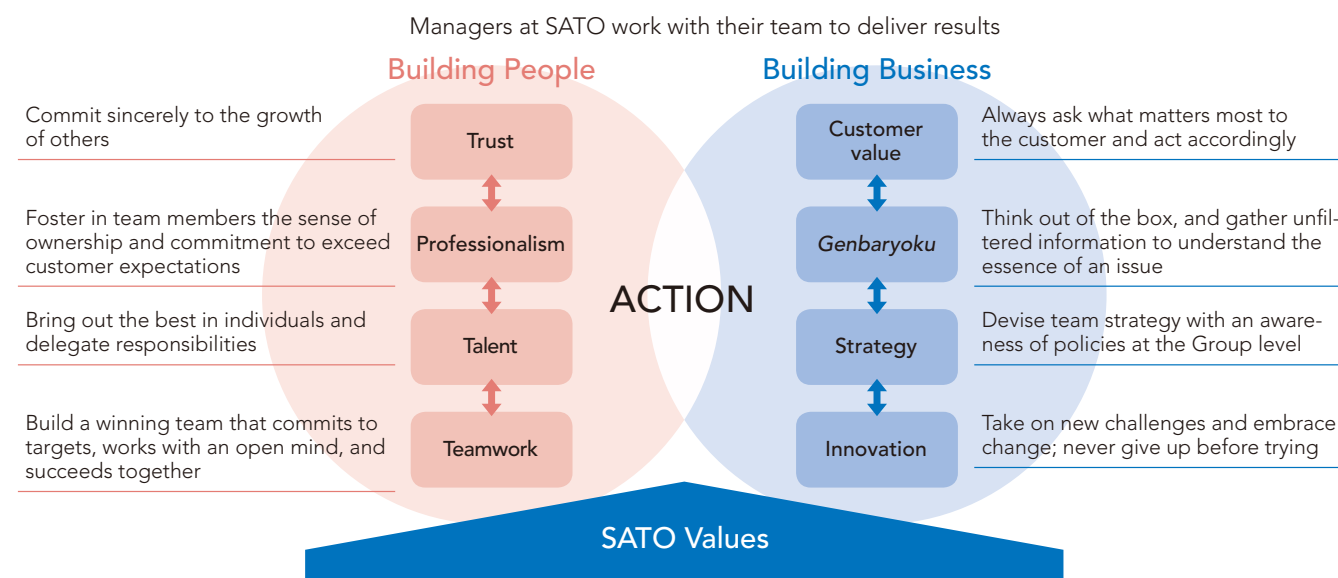 Managers at SATO work with their team to deliver results
Building People
Building Business
Commit sincerely to the growth
of others
Trust
Customer
value
Always ask what matters most to
the customer and act accordingly
Foster in team members the sense of
ownership and commitment to exceed
customer expectations
Professionalism
Genbaryoku
Think out of the box, and gather unfil-
tered information to understand the
essence of an issue
ACTION
Bring out the best in individuals and
delegate responsibilities
Talent
Strategy
Devise team strategy with an aware-
ness of policies at the Group level
Build a winning team that commits to
targets, works with an open mind, and
succeeds together
Teamwork
Innovation
Take on new challenges and embrace
change; never give up before trying
SATO Values